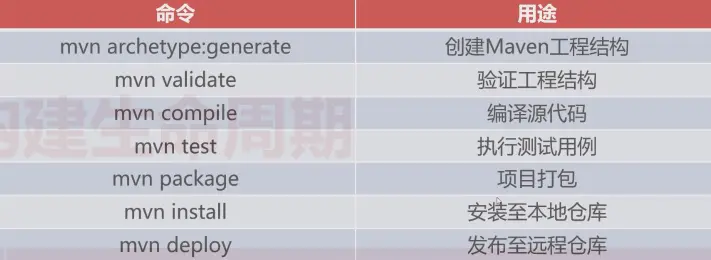 命令 用途
mvn archetype:generate 创建Maven工程结构
mvn validate 验证工程结构
mvn compile 编译源代码
mvn test 执行测试用例
mvn package 项目打包
mvn install 安装至本地仓库
mvn deploy 发布至远程仓库
构建生命周期